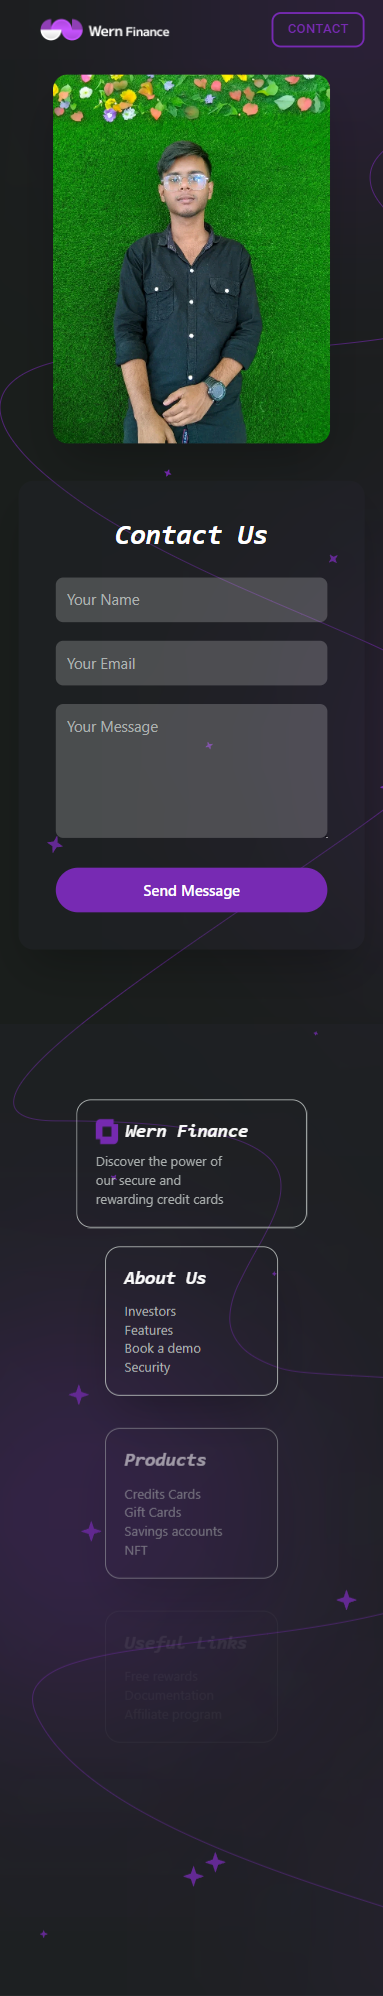 Wern Finance
CONTACT
Contact Us
Your Name
Your Email
Your Message
Send Message
Wern Finance
Discover the power of
our secure and
rewarding credit cards
About Us
Investors
Features
Book a demo
Security
Products
Credits Cards
Gift Cards
Savings accounts
NFT
Useful Links
Free rewards
Documentation
Affiliate program